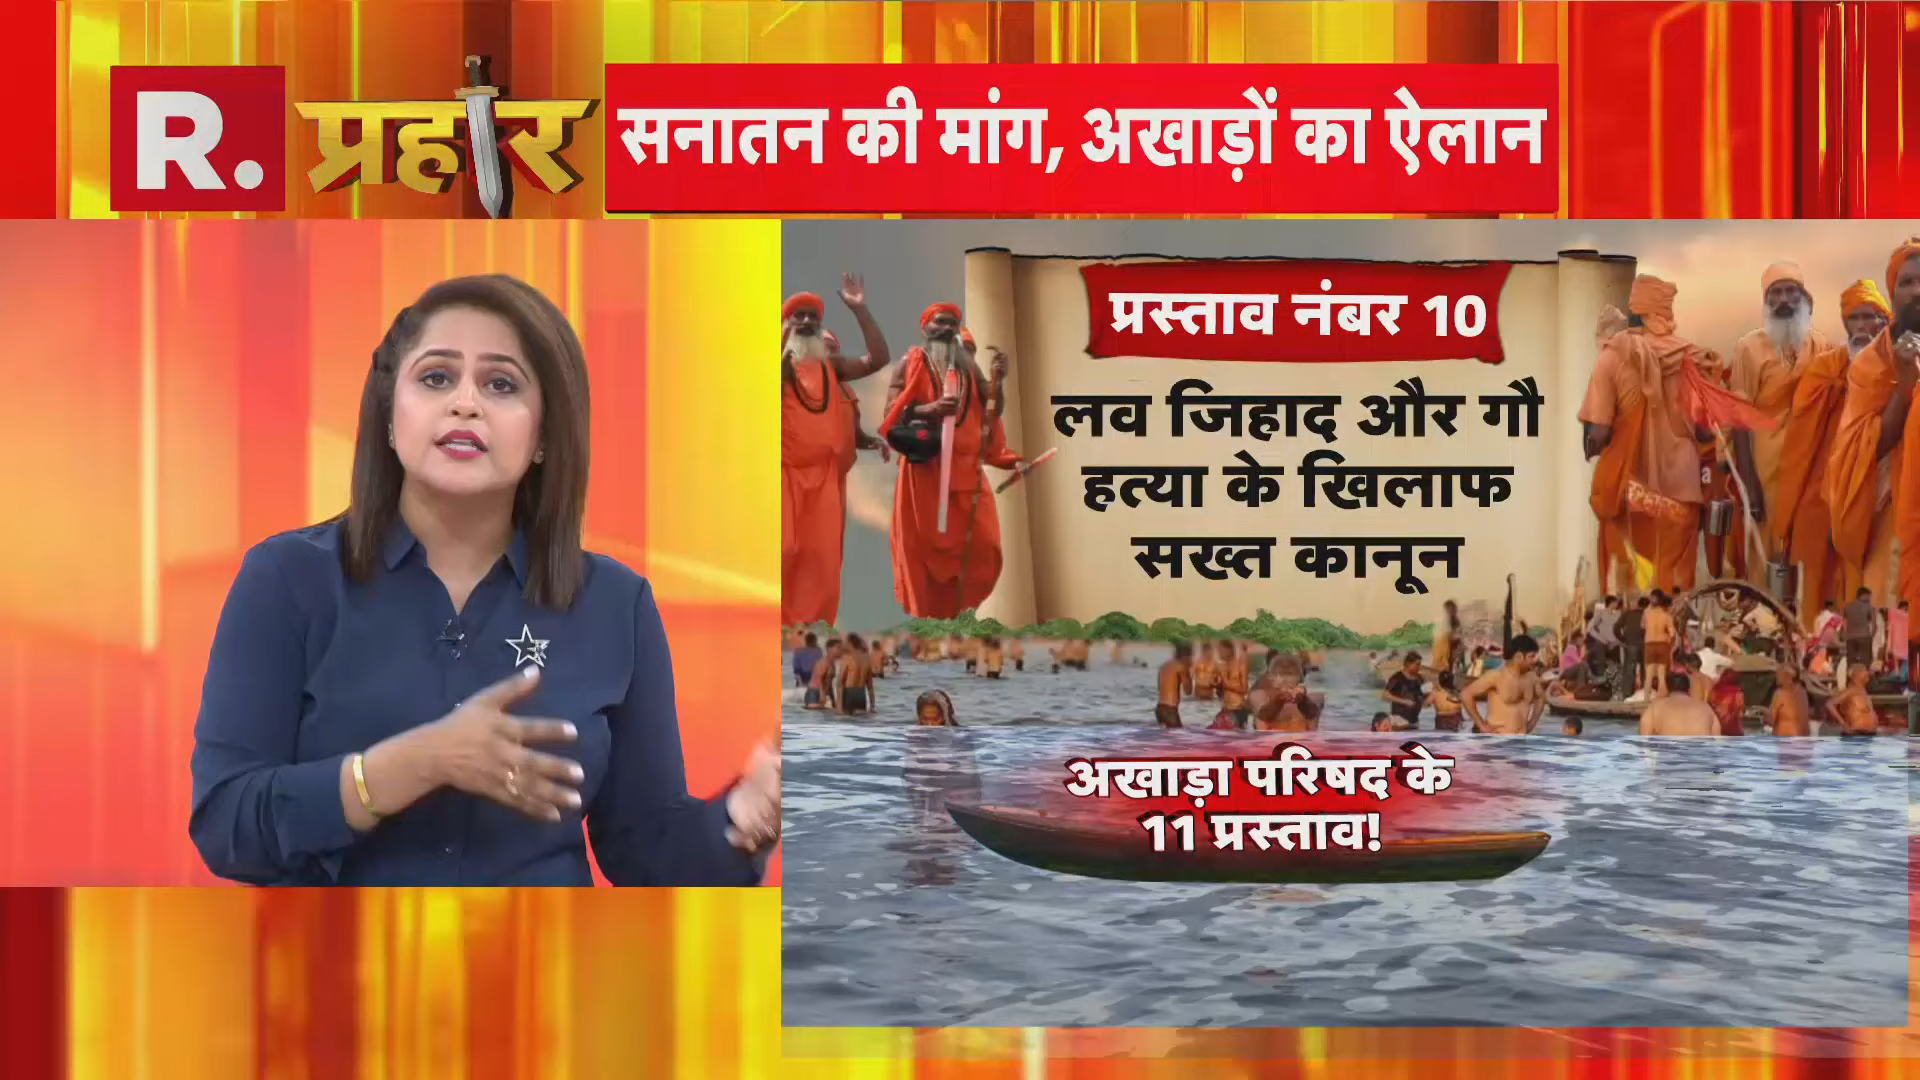 R.
प्रहार
सनातन की मांग, अखाड़ों का ऐलान
प्रस्ताव नंबर 10
लव जिहाद और गौ
हत्या के खिलाफ
सख्त कानून
अखाड़ा परिषद के
11 प्रस्ताव!